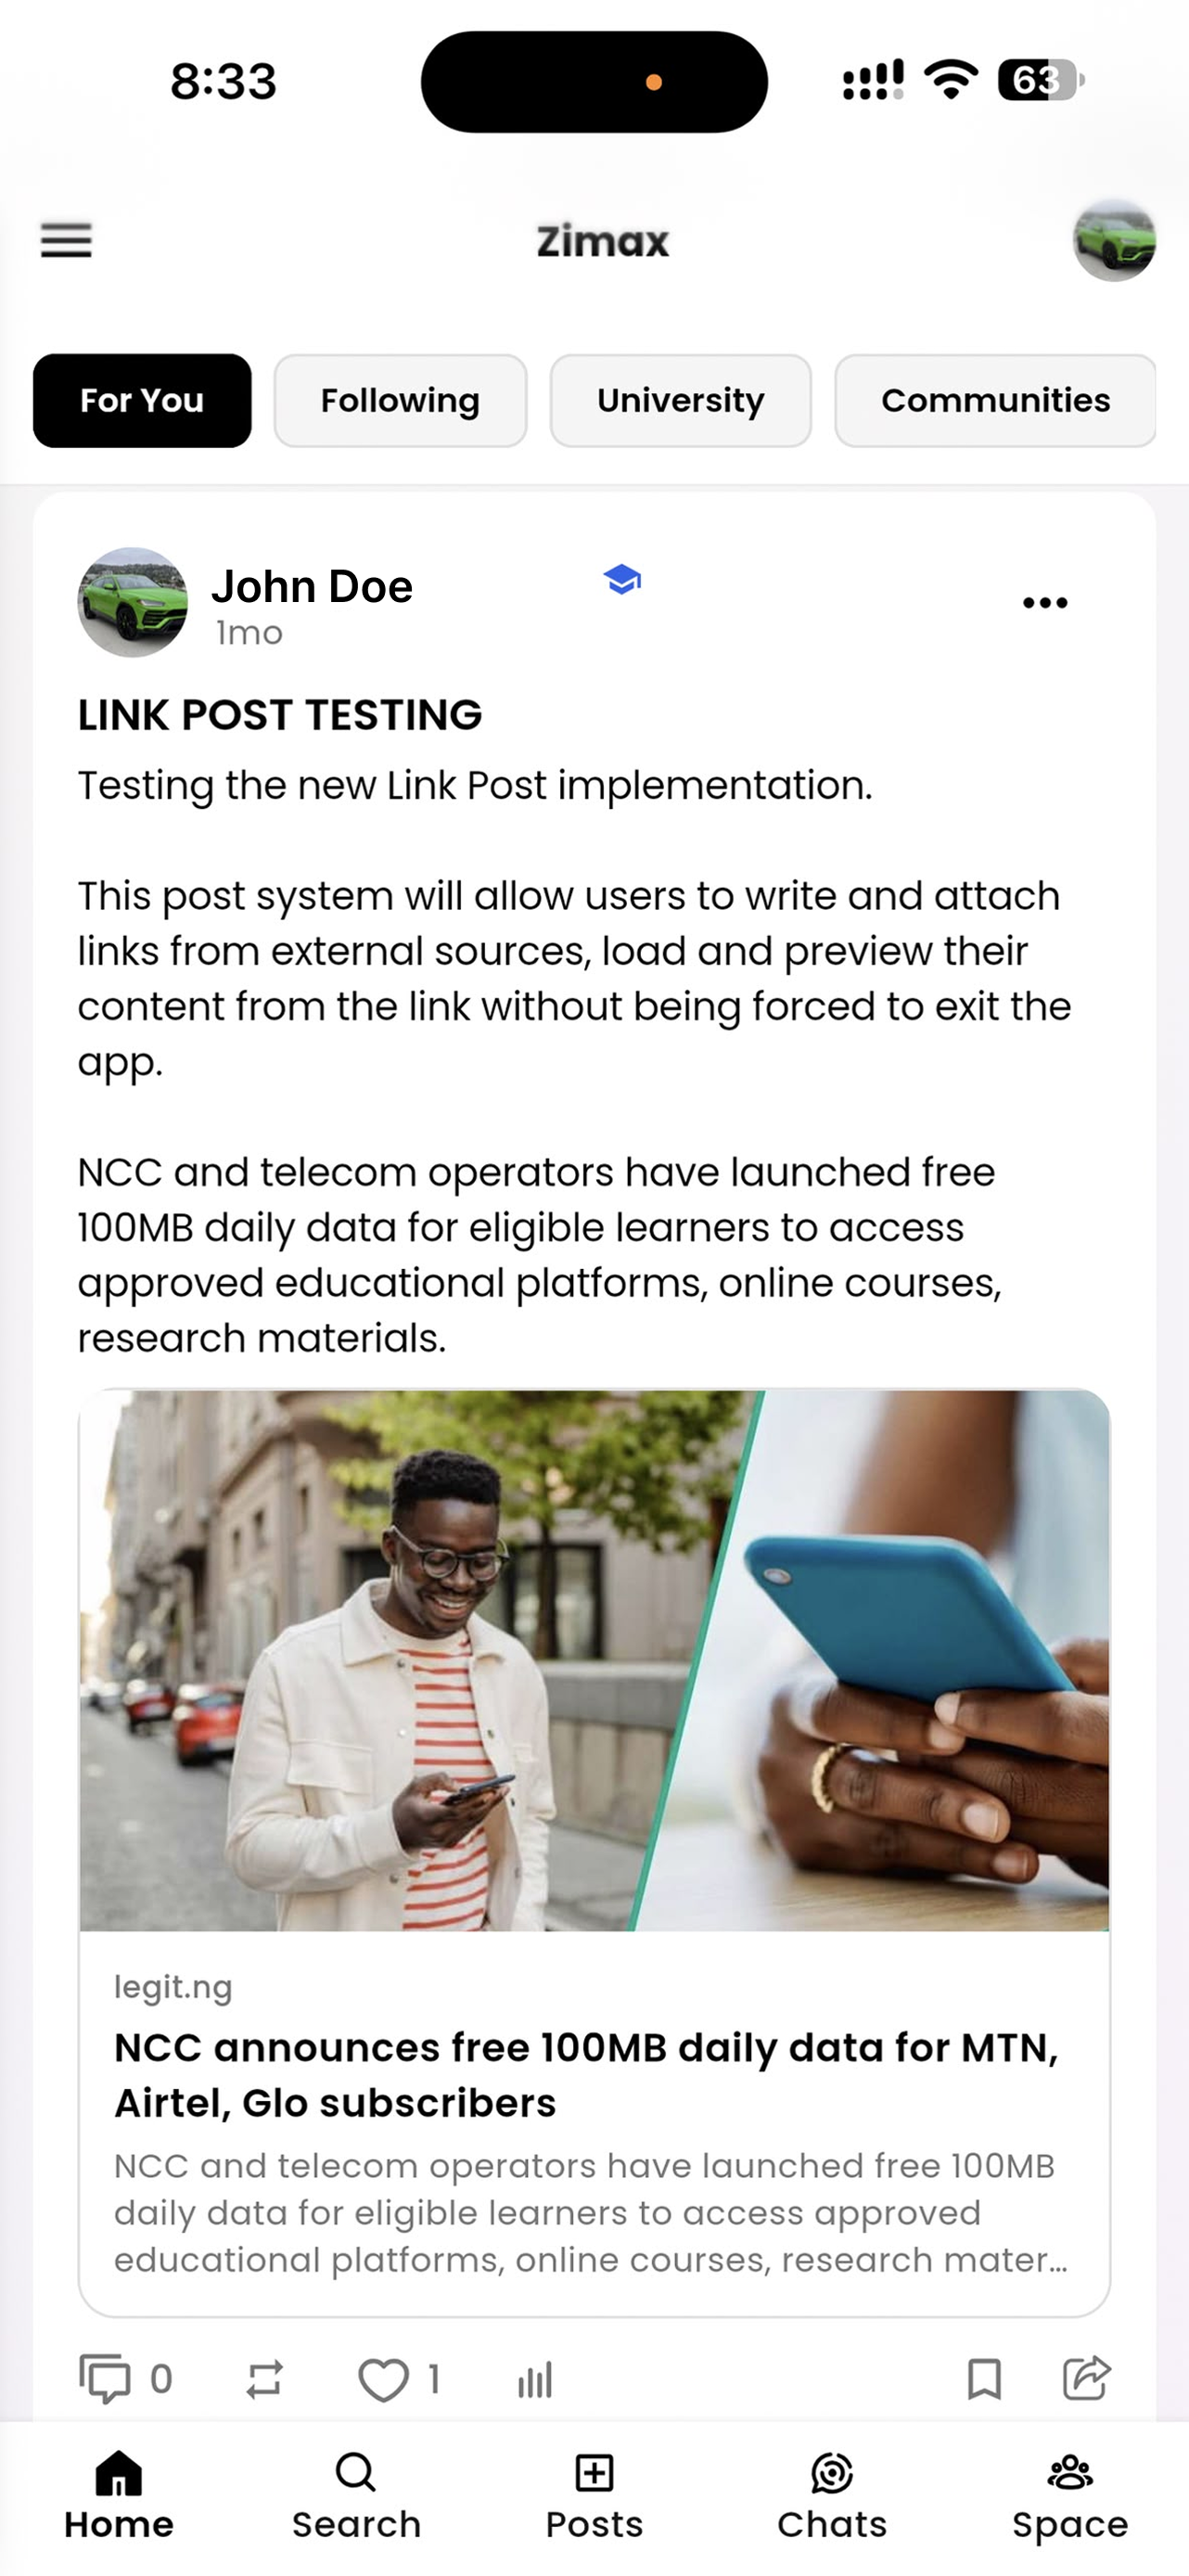 8:33
63
Zimax
For You
Following
University
Communities
John Doe
1mo
LINK POST TESTING
Testing the new Link Post implementation.
This post system will allow users to write and attach
links from external sources, load and preview their
content from the link without being forced to exit the
app.
NCC and telecom operators have launched free
100MB daily data for eligible learners to access
approved educational platforms, online courses,
research materials.
legit.ng
NCC announces free 100MB daily data for MTN,
Airtel, Glo subscribers
NCC and telecom operators have launched free 100MB
daily data for eligible learners to access approved
educational platforms, online courses, research mater...
0
1
Home
Search
Posts
Chats
Space